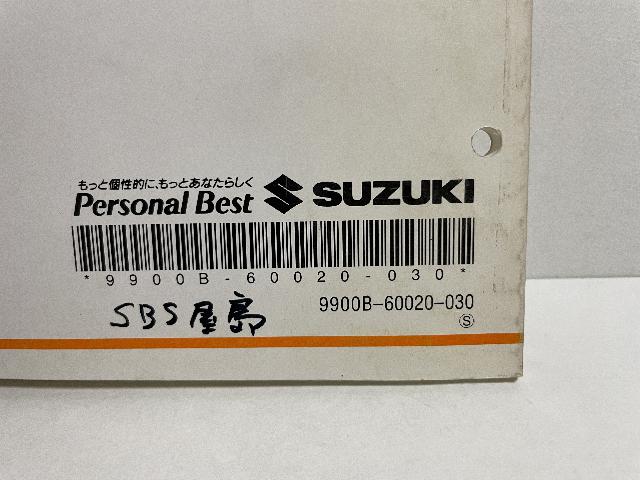 もっと個性的に、もっとあなたらしく
Personal Best SUZUKI
*9900B-60020-030*
9900B-60020-030
SBS屋島
Ⓢ